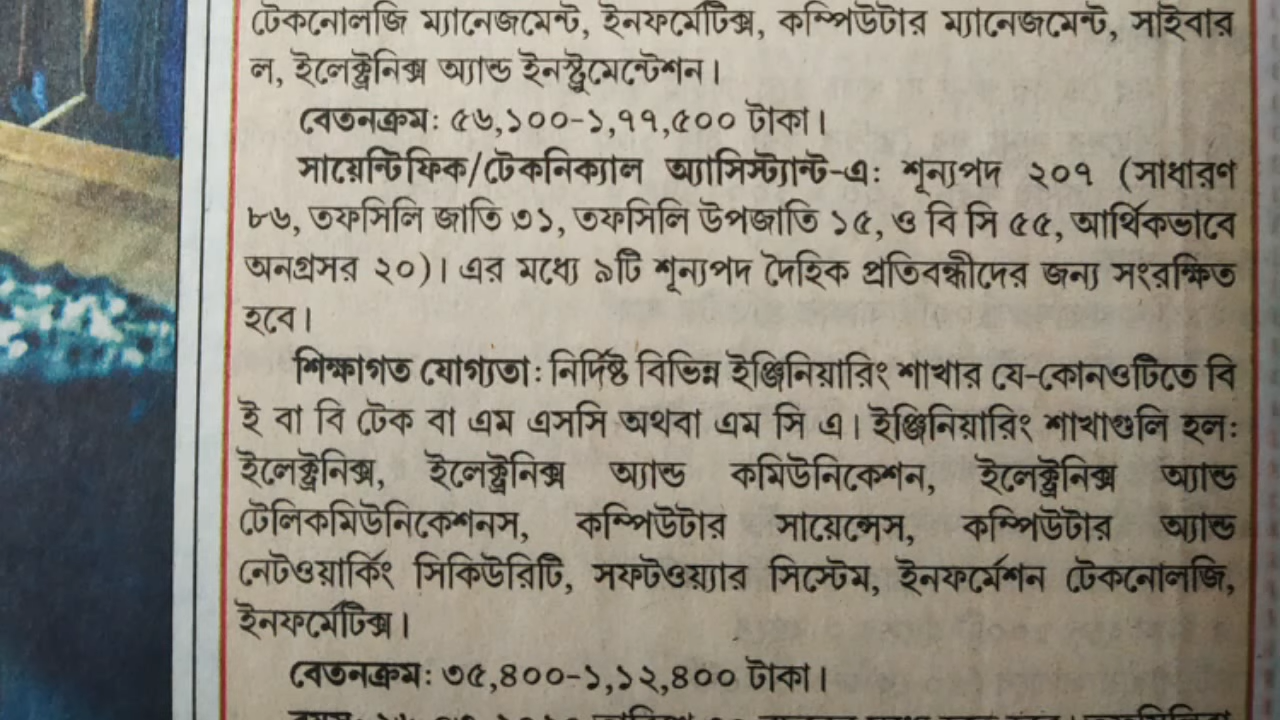 টেকনোলজি ম্যানেজমেন্ট, ইনফর্মেটিক্স, কম্পিউটার ম্যানেজমেন্ট, সাইবার
ল, ইলেক্ট্রনিক্স অ্যান্ড ইনস্ট্রুমেন্টেশন।
বেতনক্রম: ৫৬,১০০-১,৭৭,৫০০ টাকা।
সায়েন্টিফিক/টেকনিক্যাল অ্যাসিস্ট্যান্ট-এ: শূন্যপদ ২০৭ (সাধারণ
৮৬, তফসিলি জাতি ৩১, তফসিলি উপজাতি ১৫, ও বি সি ৫৫, আর্থিকভাবে
অনগ্রসর ২০)। এর মধ্যে ৯টি শূন্যপদ দৈহিক প্রতিবন্ধীদের জন্য সংরক্ষিত
হবে।
শিক্ষাগত যোগ্যতা: নির্দিষ্ট বিভিন্ন ইঞ্জিনিয়ারিং শাখার যে-কোনওটিতে বি
ই বা বি টেক বা এম এসসি অথবা এম সি এ। ইঞ্জিনিয়ারিং শাখাগুলি হল:
ইলেক্ট্রনিক্স, ইলেক্ট্রনিক্স অ্যান্ড কমিউনিকেশন, ইলেক্ট্রনিক্স অ্যান্ড
টেলিকমিউনিকেশনস, কম্পিউটার সায়েন্সেস, কম্পিউটার অ্যান্ড
নেটওয়ার্কিং সিকিউরিটি, সফটওয়্যার সিস্টেম, ইনফর্মেশন টেকনোলজি,
ইনফর্মেটিক্স।
বেতনক্রম: ৩৫,৪০০-১,১২,৪০০ টাকা।